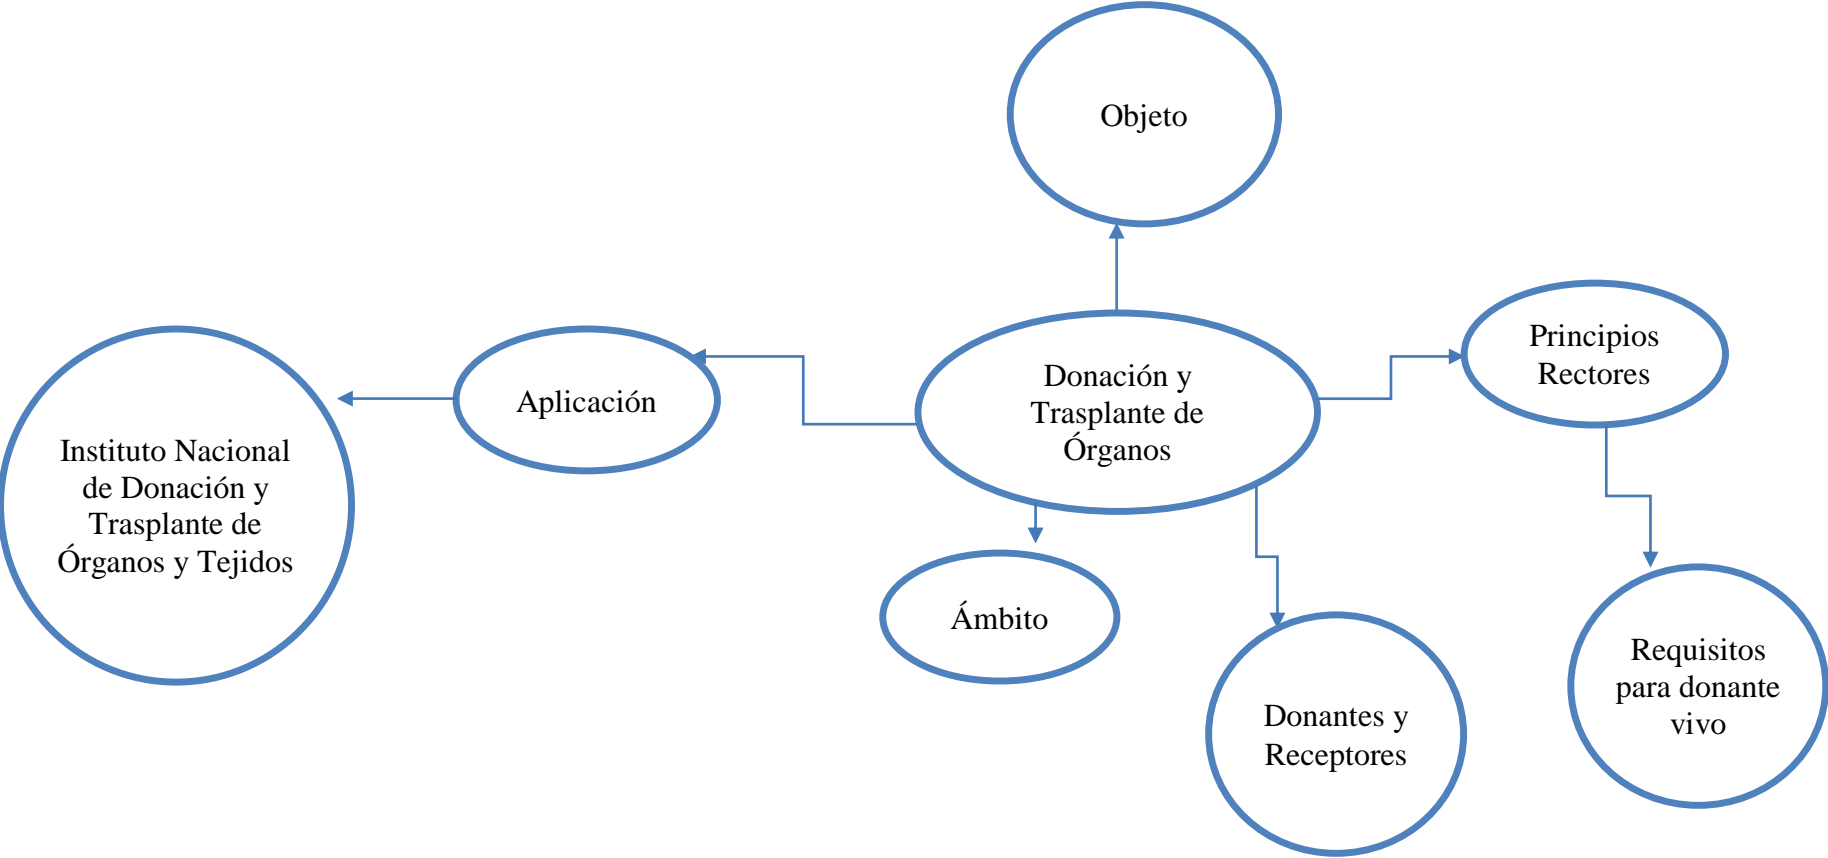 Objeto
Principios
Rectores
Donación y
Trasplante de
Órganos
Aplicación
Instituto Nacional
de Donación y
Trasplante de
Órganos y Tejidos
Ámbito
Donantes y
Receptores
Requisitos
para donante
vivo